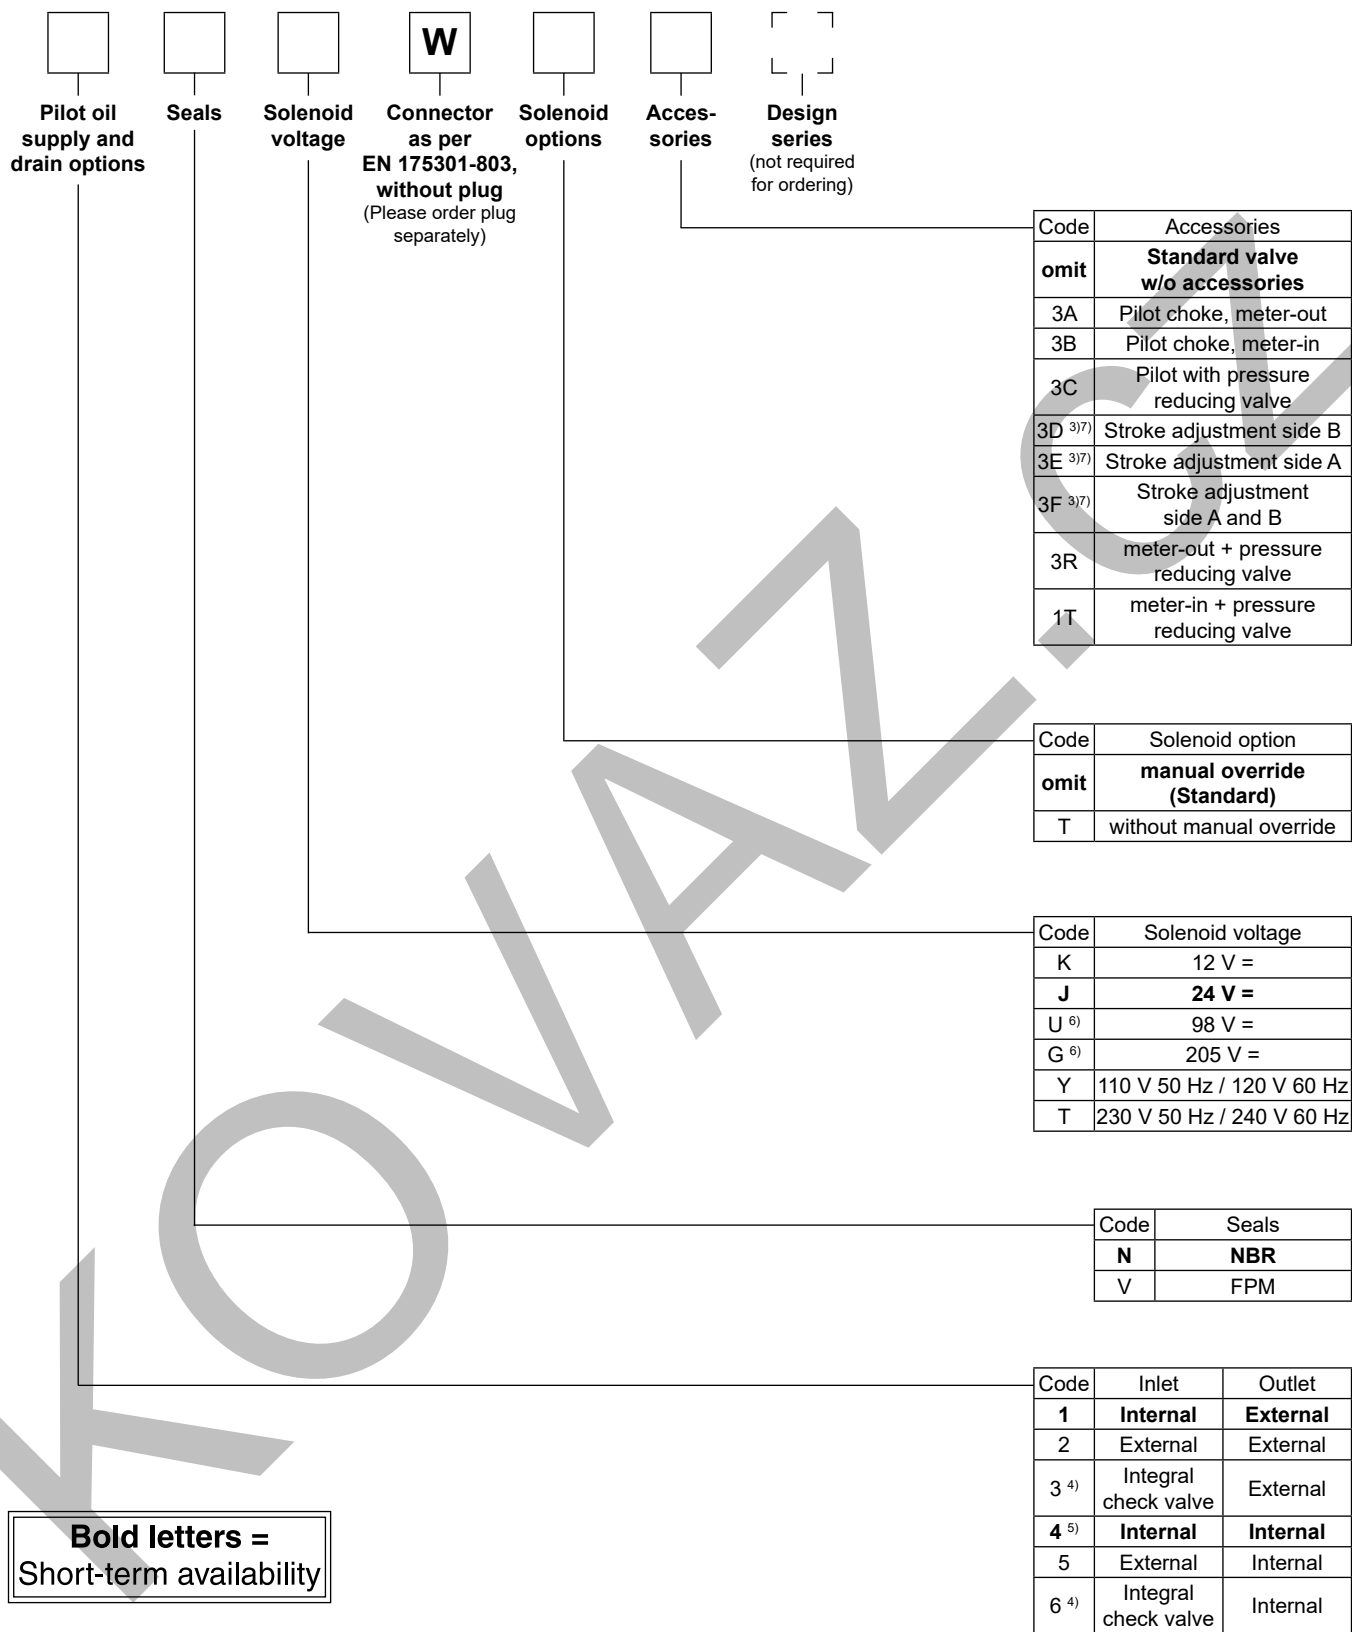 W
Pilot oil
supply and
drain options
Seals
Solenoid
voltage
Connector
as per
EN 175301-803,
without plug
(Please order plug
separately)
Solenoid
options
Acces-
sories
Design
series
(not required
for ordering)
Code Accessories
omit Standard valve
w/o accessories
3A Pilot choke, meter-out
3B Pilot choke, meter-in
3C Pilot with pressure
reducing valve
3D 3)7) Stroke adjustment side B
3E 3)7) Stroke adjustment side A
3F 3)7) Stroke adjustment
side A and B
3R meter-out + pressure
reducing valve
1T meter-in + pressure
reducing valve
Code Solenoid option
omit manual override
(Standard)
T without manual override
Code Solenoid voltage
K 12 V =
J 24 V =
U 6) 98 V =
G 6) 205 V =
Y 110 V 50 Hz / 120 V 60 Hz
T 230 V 50 Hz / 240 V 60 Hz
Code Seals
N NBR
V FPM
Code Inlet Outlet
1 Internal External
2 External External
3 4) Integral
check valve External
4 5) Internal Internal
5 External Internal
6 4) Integral
check valve Internal
Bold letters =
Short-term availability
KOVAZ.CZ